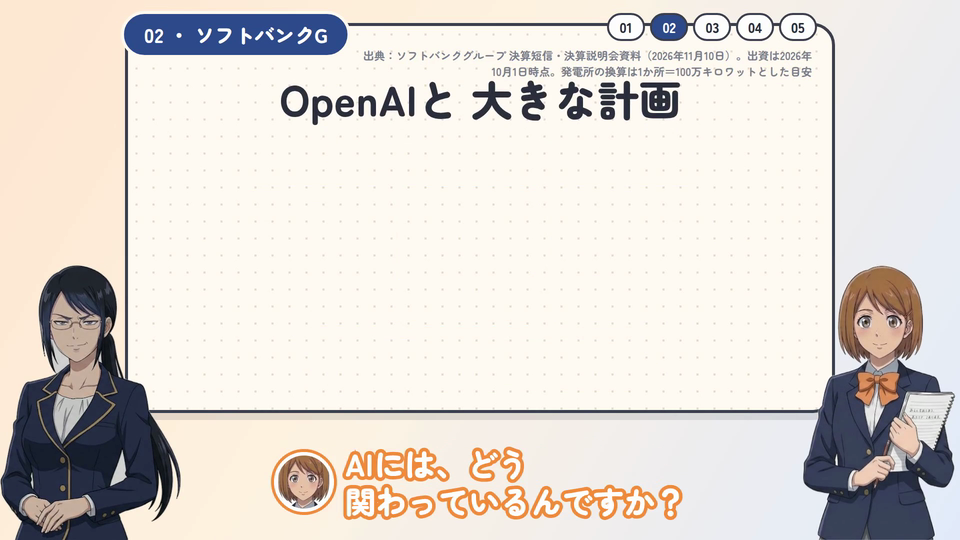 02 ・ ソフトバンクG
01 02 03 04 05
出典：ソフトバンクグループ 決算短信・決算説明会資料（2026年11月10日）。出資は2026年
10月1日時点。発電所の換算は1か所＝100万キロワットとした目安
OpenAIと 大きな計画
AIには、どう
関わっているんですか？